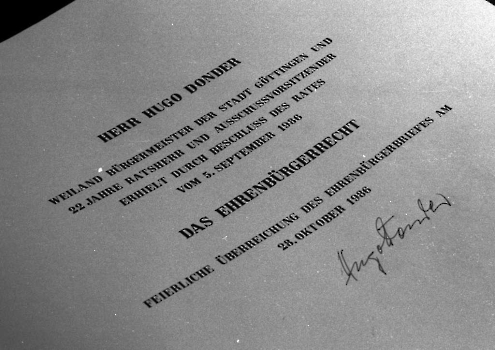 HERR HUGO DONDER
WEILAND BÜRGERMEISTER DER STADT GÖTTINGEN UND
22 JAHRE RATSHERR UND AUSSCHUSSVORSITZENDER
ERHIELT DURCH BESCHLUSS DES RATES
VOM 5. SEPTEMBER 1986
DAS EHRENBÜRGERRECHT
FEIERLICHE ÜBERREICHUNG DES EHRENBÜRGERBRIEFES AM
28. OKTOBER 1986
Hugo Donder